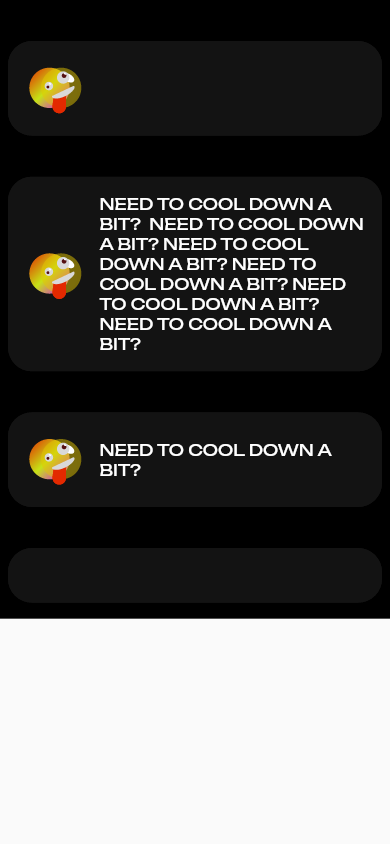 NEED TO COOL DOWN A
BIT?  NEED TO COOL DOWN
A BIT? NEED TO COOL
DOWN A BIT? NEED TO
COOL DOWN A BIT? NEED
TO COOL DOWN A BIT?
NEED TO COOL DOWN A
BIT?
NEED TO COOL DOWN A
BIT?